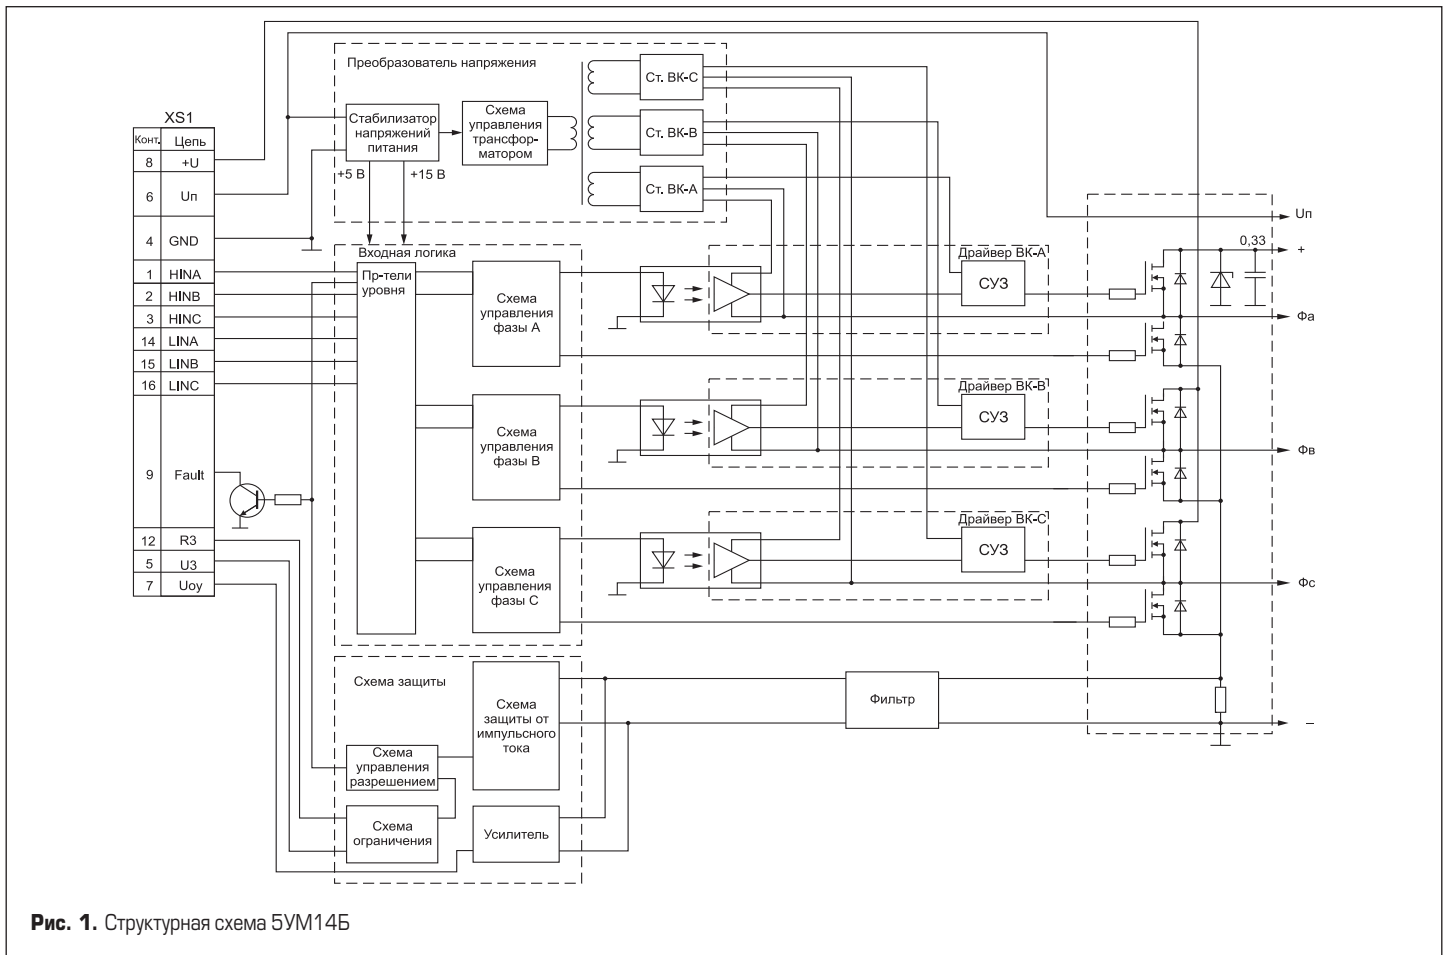 Преобразователь напряжения
Ст. ВК-С
Ст. ВК-В
Ст. ВК-А
Стабилизатор
напряжений
питания
Схема
управления
трансфор-
матором
+5 В
+15 В
XS1
Конт.
Цепь
8
+U
6
Uп
4
GND
1
HINA
2
HINB
3
HINC
14
LINA
15
LINB
16
LINC
9
Fault
12
R3
5
U3
7
Uоу
Входная логика
Пр-тели
уровня
Схема
управления
фазы А
Схема
управления
фазы В
Схема
управления
фазы С
Драйвер ВК-А
СУЗ
Драйвер ВК-В
СУЗ
Драйвер ВК-С
СУЗ
Uп
0,33
+
Фа
Фв
Фс
–
Схема защиты
Схема
защиты от
импульсного
тока
Схема
управления
разрешением
Схема
ограничения
Усилитель
Фильтр
Рис. 1. Структурная схема 5УМ14Б